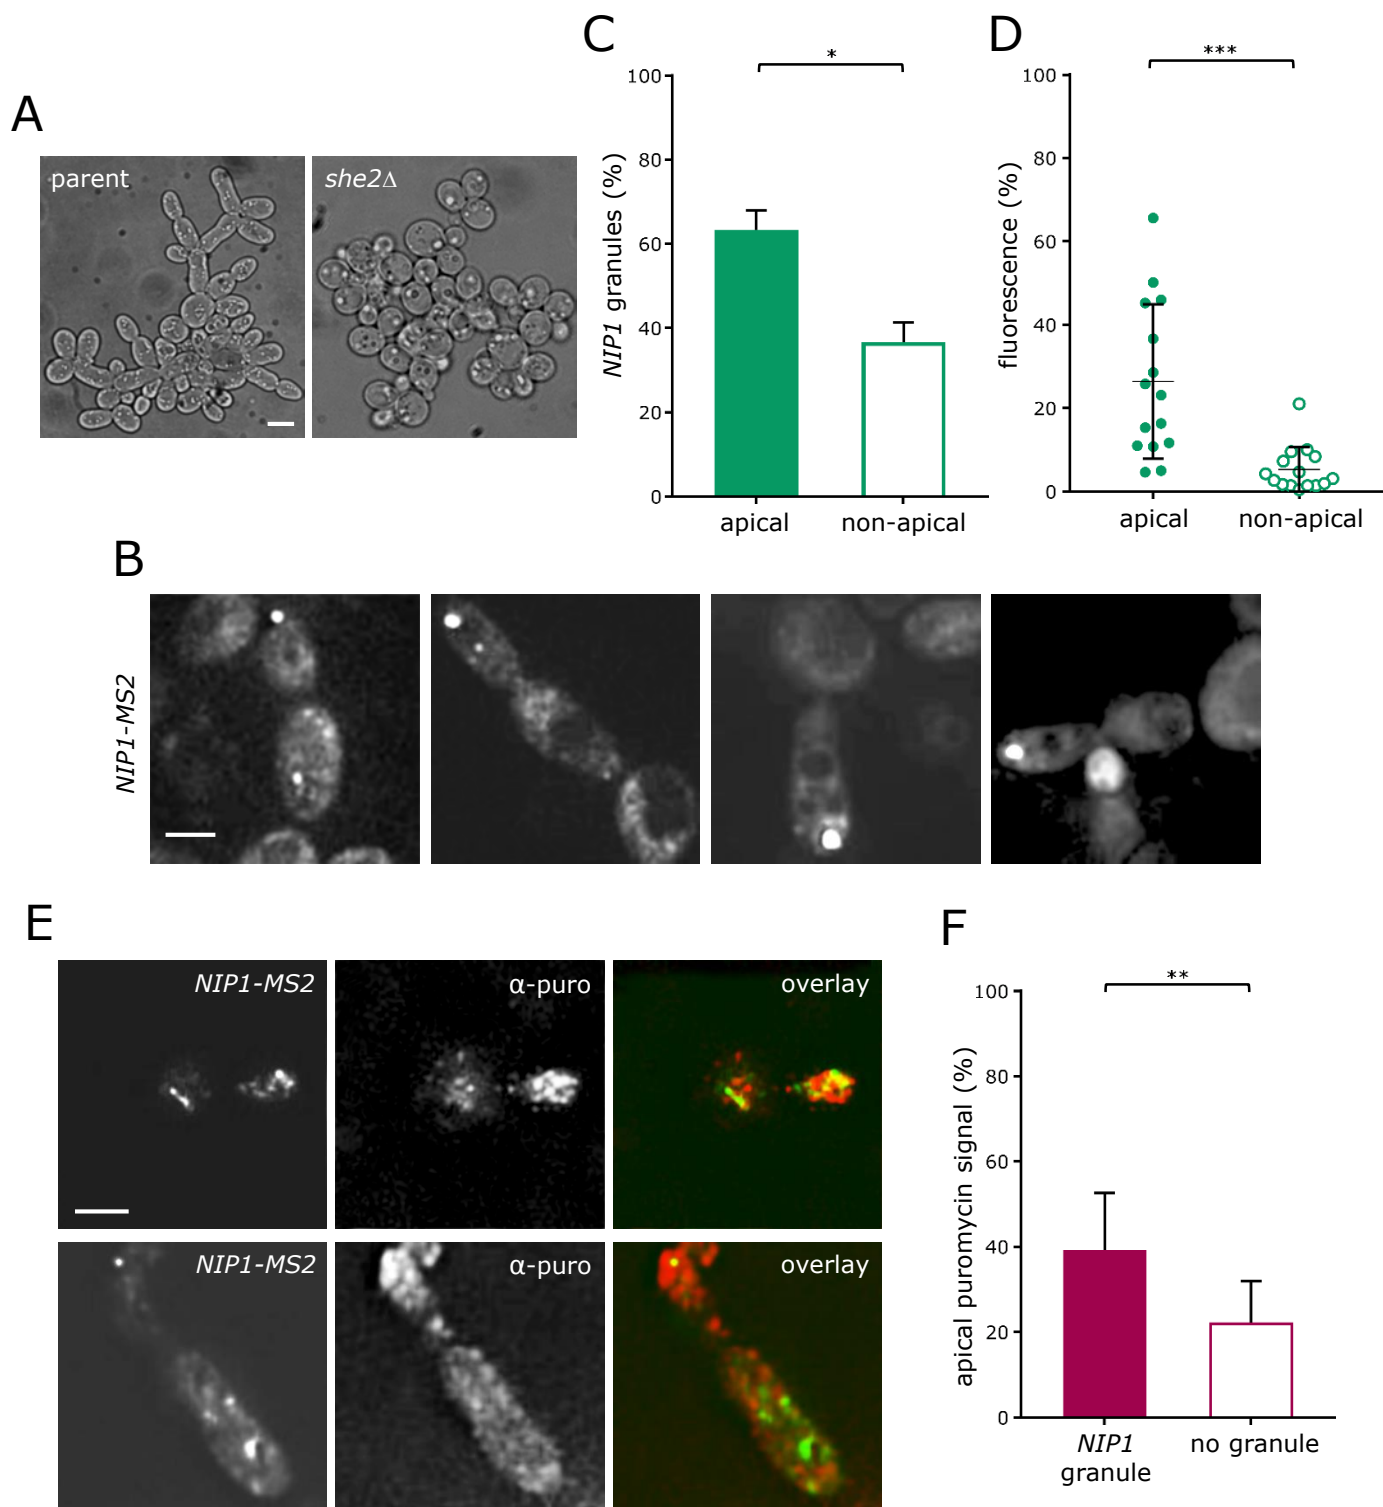 A
parent
she2Δ
C
*
NIP1 granules (%)
100
80
60
40
20
0
apical
non-apical
D
***
fluorescence (%)
100
80
60
40
20
0
apical
non-apical
B
NIP1-MS2
E
NIP1-MS2
α-puro
overlay
NIP1-MS2
α-puro
overlay
F
**
apical puromycin signal (%)
100
80
60
40
20
0
NIP1
granule
no granule